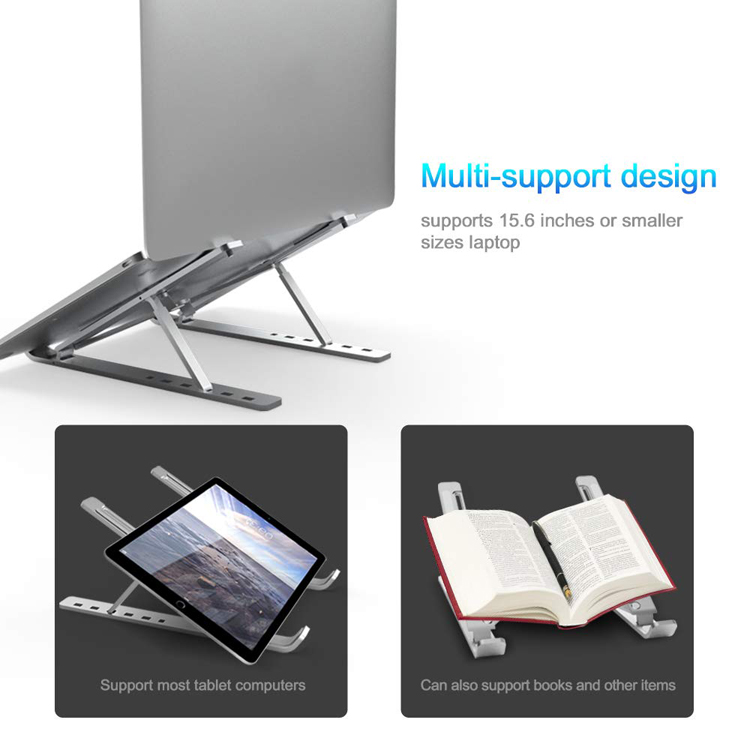 Multi-support design
supports 15.6 inches or smaller
sizes laptop
Support most tablet computers
Can also support books and other items